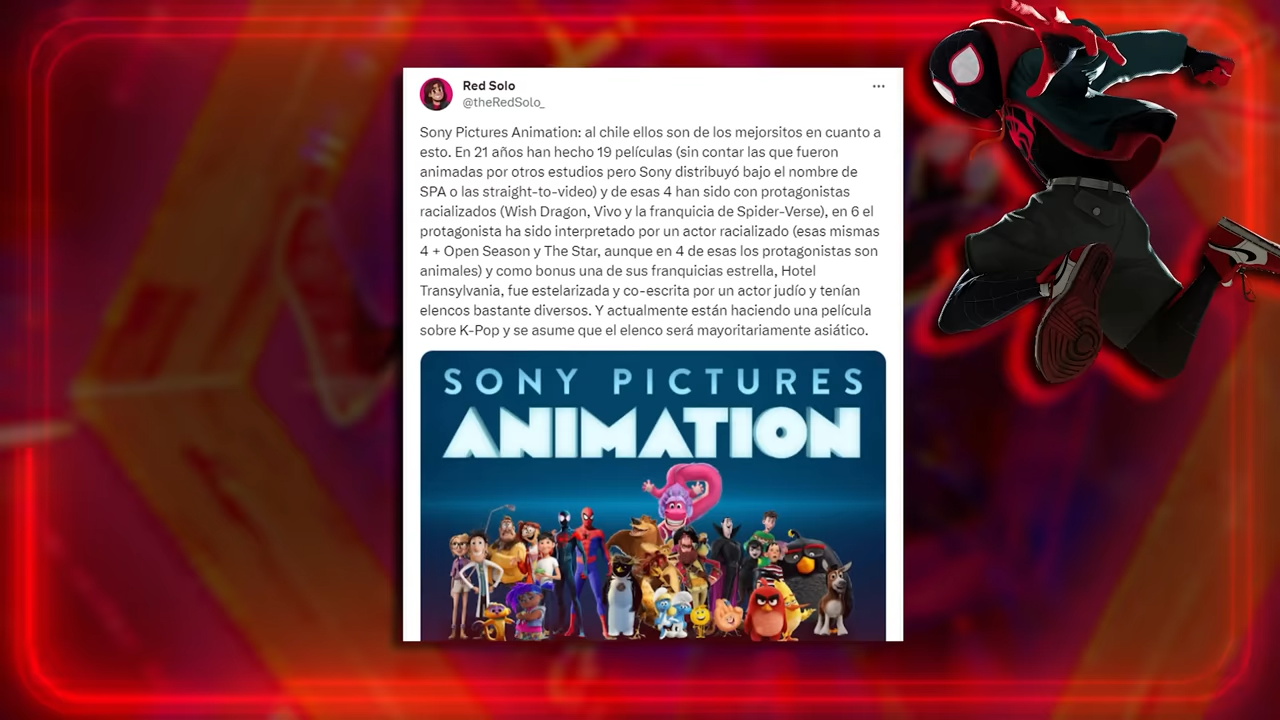 Red Solo
@theRedSolo_
Sony Pictures Animation: al chile ellos son de los mejorsitos en cuanto a
esto. En 21 años han hecho 19 películas (sin contar las que fueron
animadas por otros estudios pero Sony distribuyó bajo el nombre de
SPA o las straight-to-video) y de esas 4 han sido con protagonistas
racializados (Wish Dragon, Vivo y la franquicia de Spider-Verse), en 6 el
protagonista ha sido interpretado por un actor racializado (esas mismas
4 + Open Season y The Star, aunque en 4 de esas los protagonistas son
animales) y como bonus una de sus franquicias estrella, Hotel
Transylvania, fue estelarizada y co-escrita por un actor judío y tenían
elencos bastante diversos. Y actualmente están haciendo una película
sobre K-Pop y se asume que el elenco será mayoritariamente asiático.
SONY PICTURES
ANIMATION